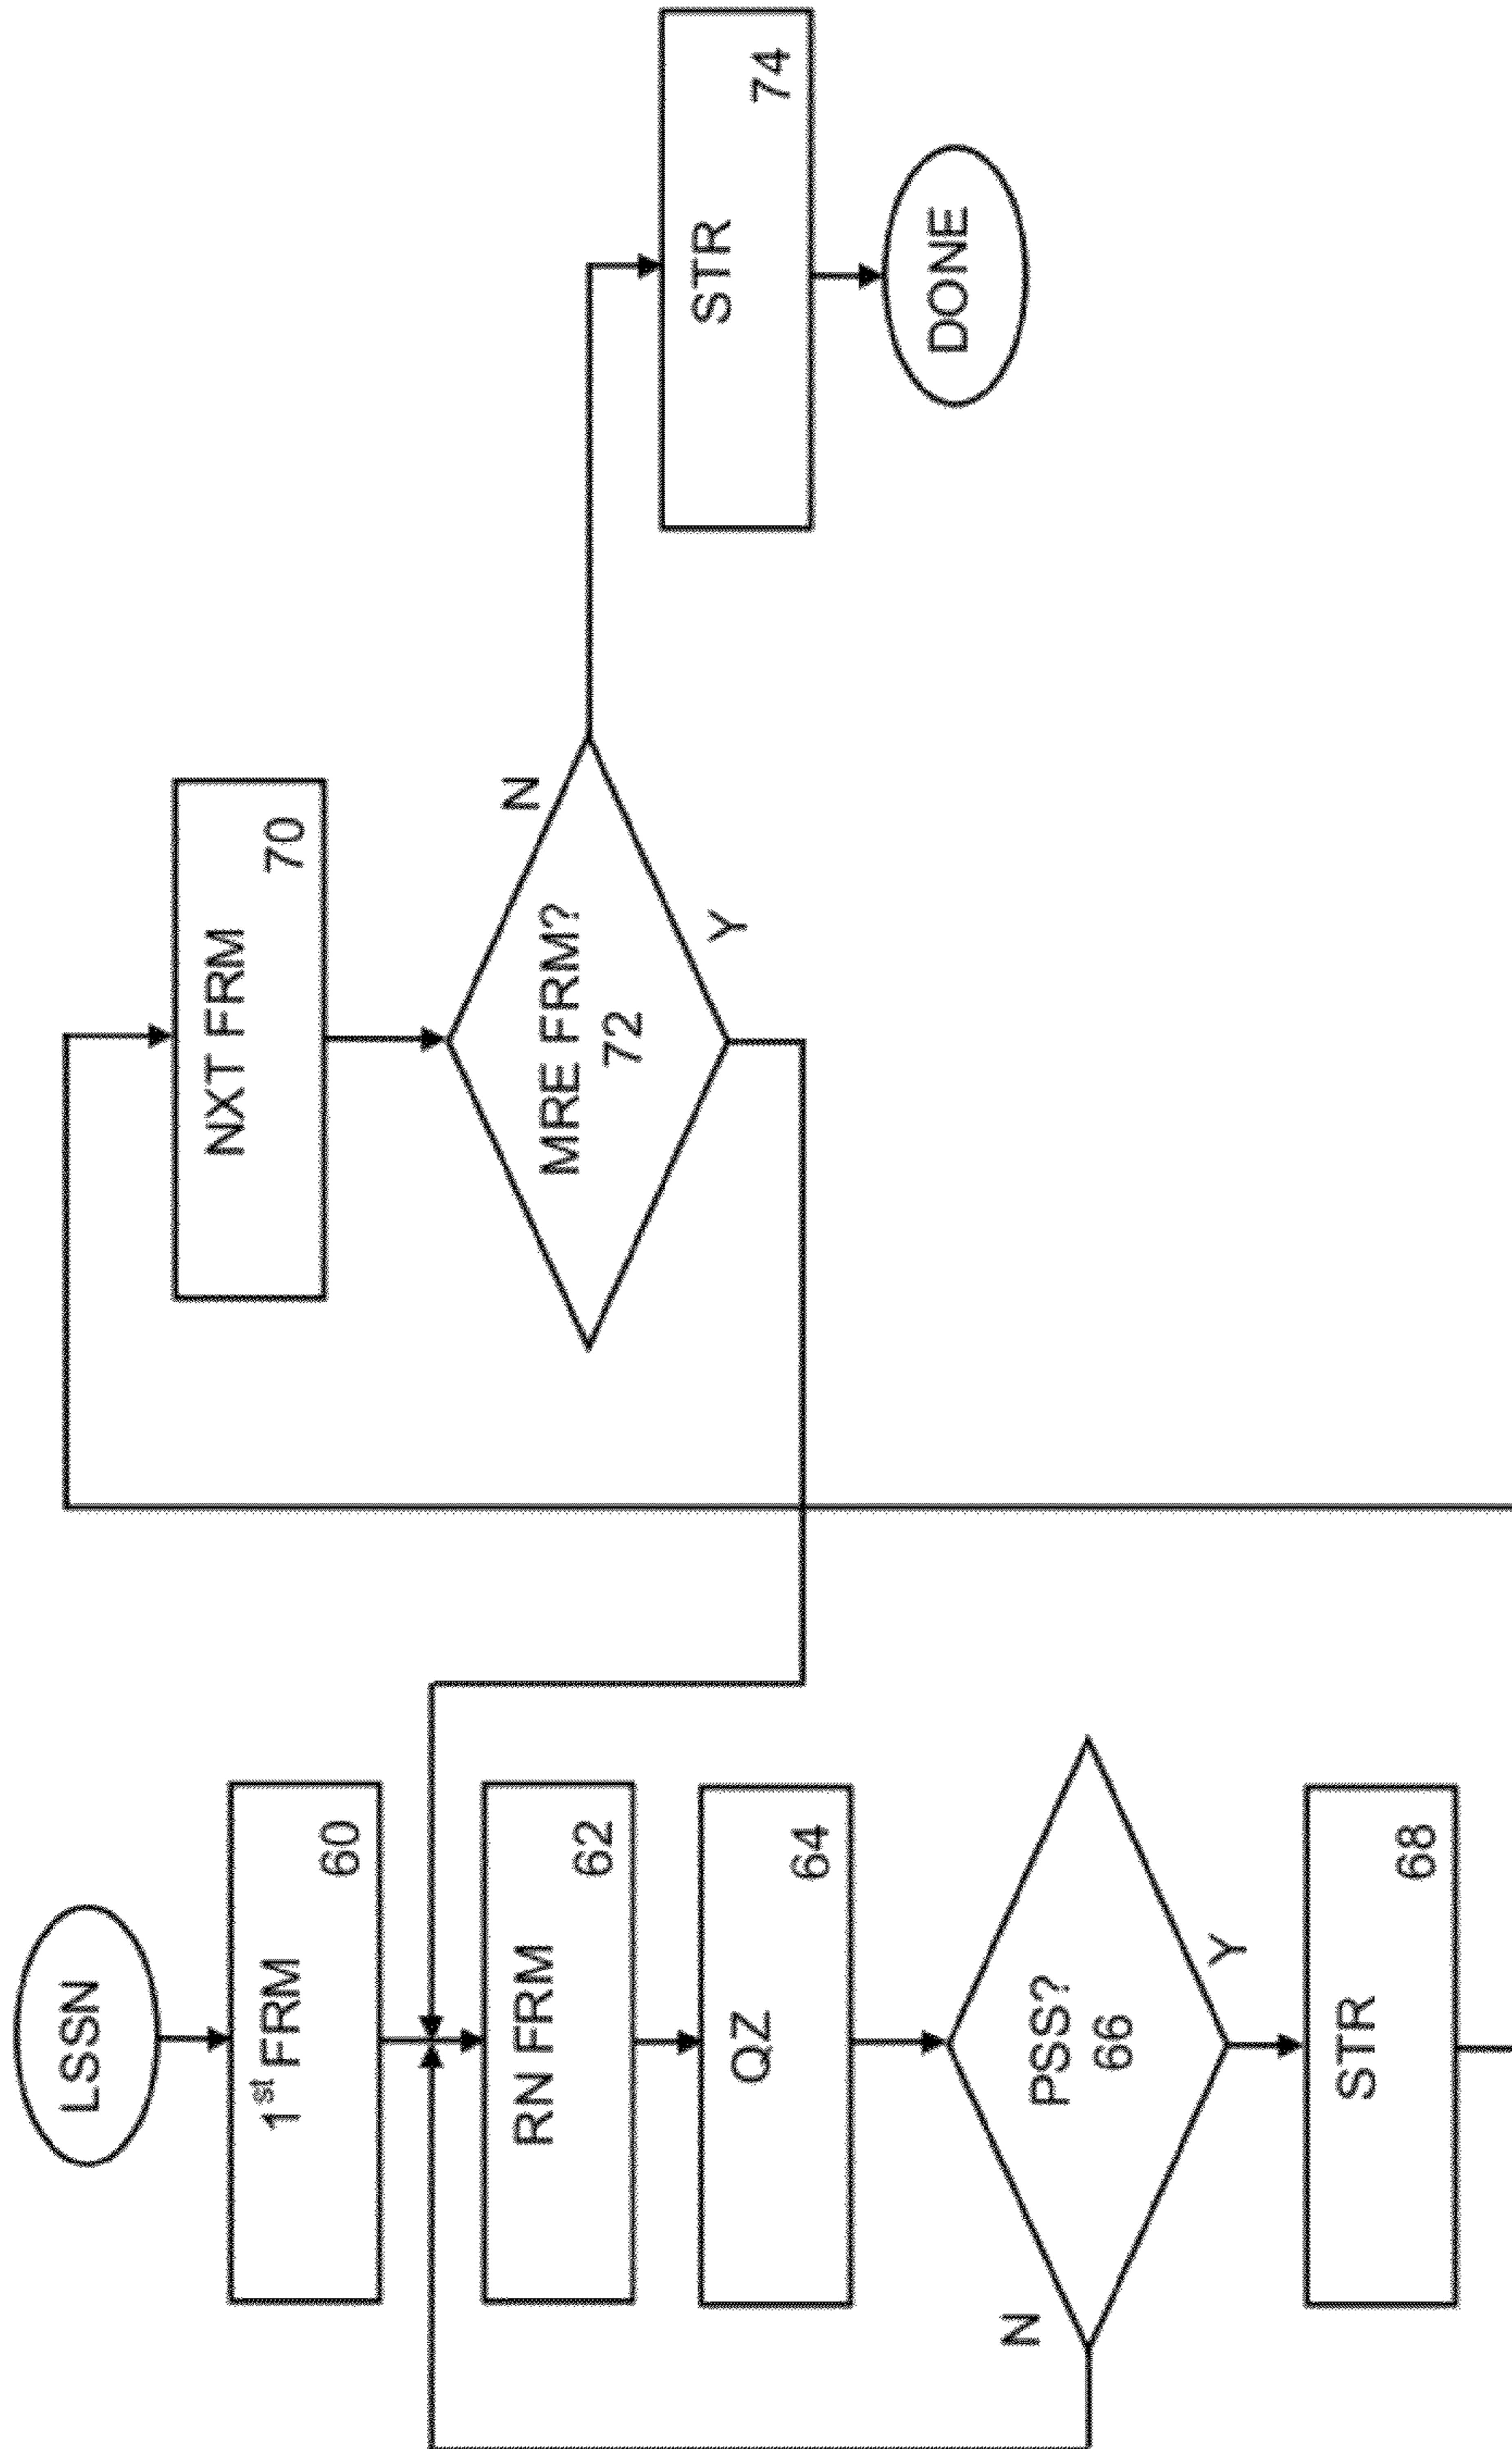 LSSN
1st FRM
60
RN FRM
62
QZ
64
PSS?
66
N
Y
STR
68
NXT FRM
70
MRE FRM?
72
N
Y
STR
74
DONE